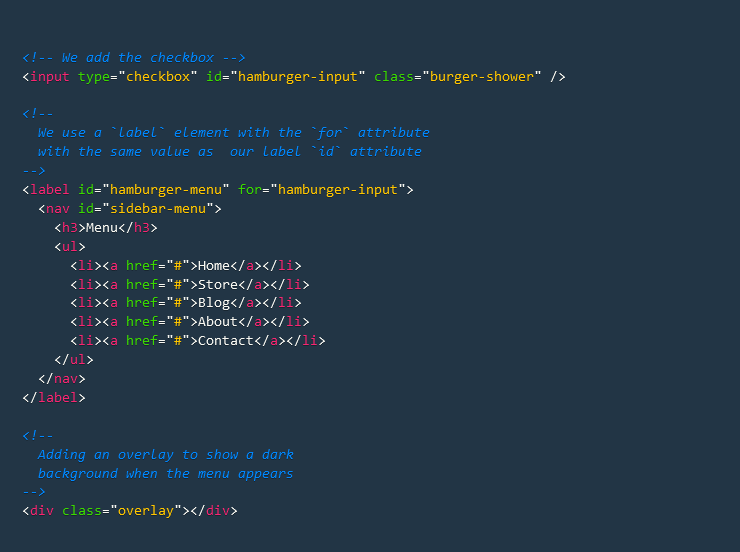 <!-- We add the checkbox -->
<input type="checkbox" id="hamburger-input" class="burger-shower" />

<!--
  We use a `label` element with the `for` attribute
  with the same value as  our label `id` attribute
-->
<label id="hamburger-menu" for="hamburger-input">
  <nav id="sidebar-menu">
    <h3>Menu</h3>
    <ul>
      <li><a href="#">Home</a></li>
      <li><a href="#">Store</a></li>
      <li><a href="#">Blog</a></li>
      <li><a href="#">About</a></li>
      <li><a href="#">Contact</a></li>
    </ul>
  </nav>
</label>

<!--
  Adding an overlay to show a dark
  background when the menu appears
-->
<div class="overlay"></div>